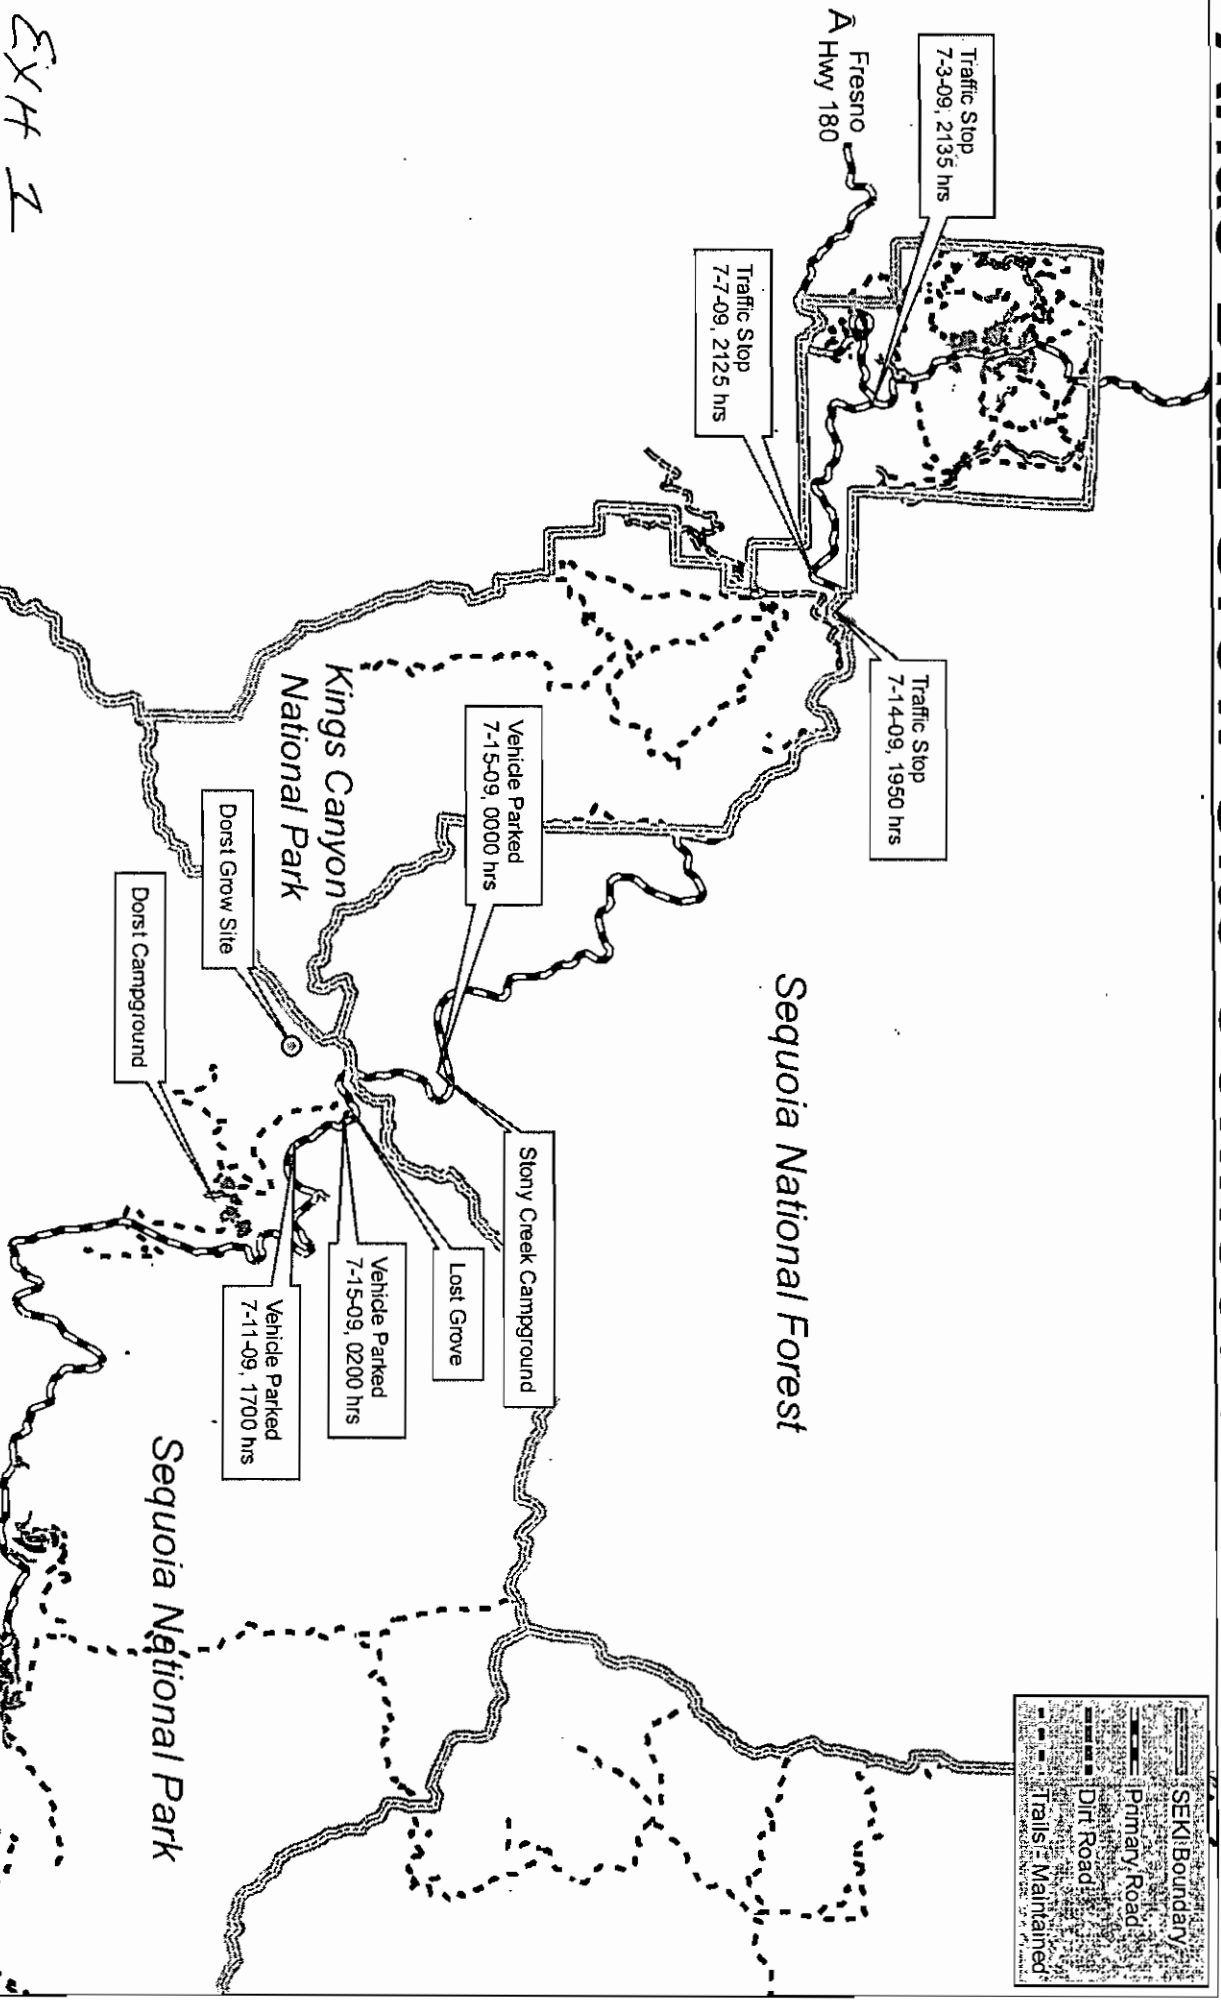 Fresno
Hwy 180
Traffic Stop
7-3-09, 2135 hrs
Traffic Stop
7-7-09, 2125 hrs
Traffic Stop
7-14-09, 1950 hrs
Sequoia National Forest
Kings Canyon
National Park
Vehicle Parked
7-15-09, 0000 hrs
Dorst Grow Site
Dorst Campground
Stony Creek Campground
Lost Grove
Vehicle Parked
7-15-09, 0200 hrs
Vehicle Parked
7-11-09, 1700 hrs
Sequoia National Park
SEKI Boundary
Primary Road
Dirt Road
Trails - Maintained
EXH I